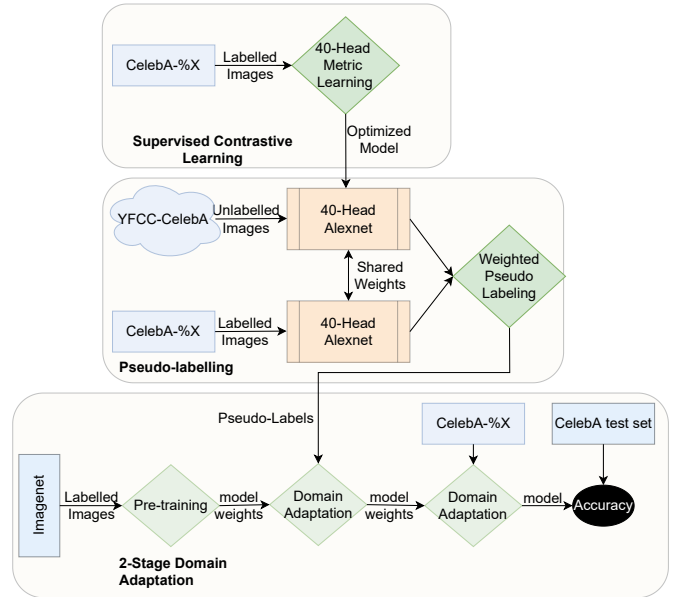 CelebA-%X
Labelled
Images
40-Head
Metric
Learning
Supervised Contrastive
Learning
Optimized
Model
YFCC-CelebA
Unlabelled
Images
40-Head
Alexnet
Shared
Weights
Weighted
Pseudo
Labeling
CelebA-%X
Labelled
Images
40-Head
Alexnet
Pseudo-labelling
Pseudo-Labels
CelebA-%X
CelebA test set
Imagenet
Labelled
Images
Pre-training
model
weights
Domain
Adaptation
model
weights
Domain
Adaptation
model
Accuracy
2-Stage Domain
Adaptation